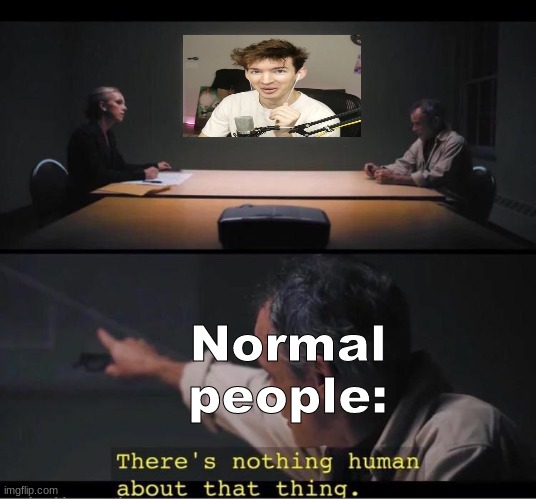 Normal
people:
There's nothing human
about that thing.
imgflip.com